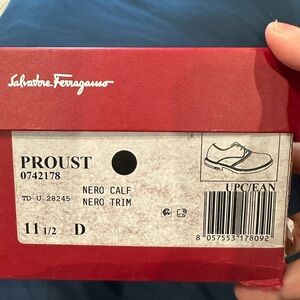 Salvatore Ferragamo
PROUST
0742178
NERO CALF
TD U 28245 NERO TRIM
UPC/EAN
11 1/2 D
8 057553 178092